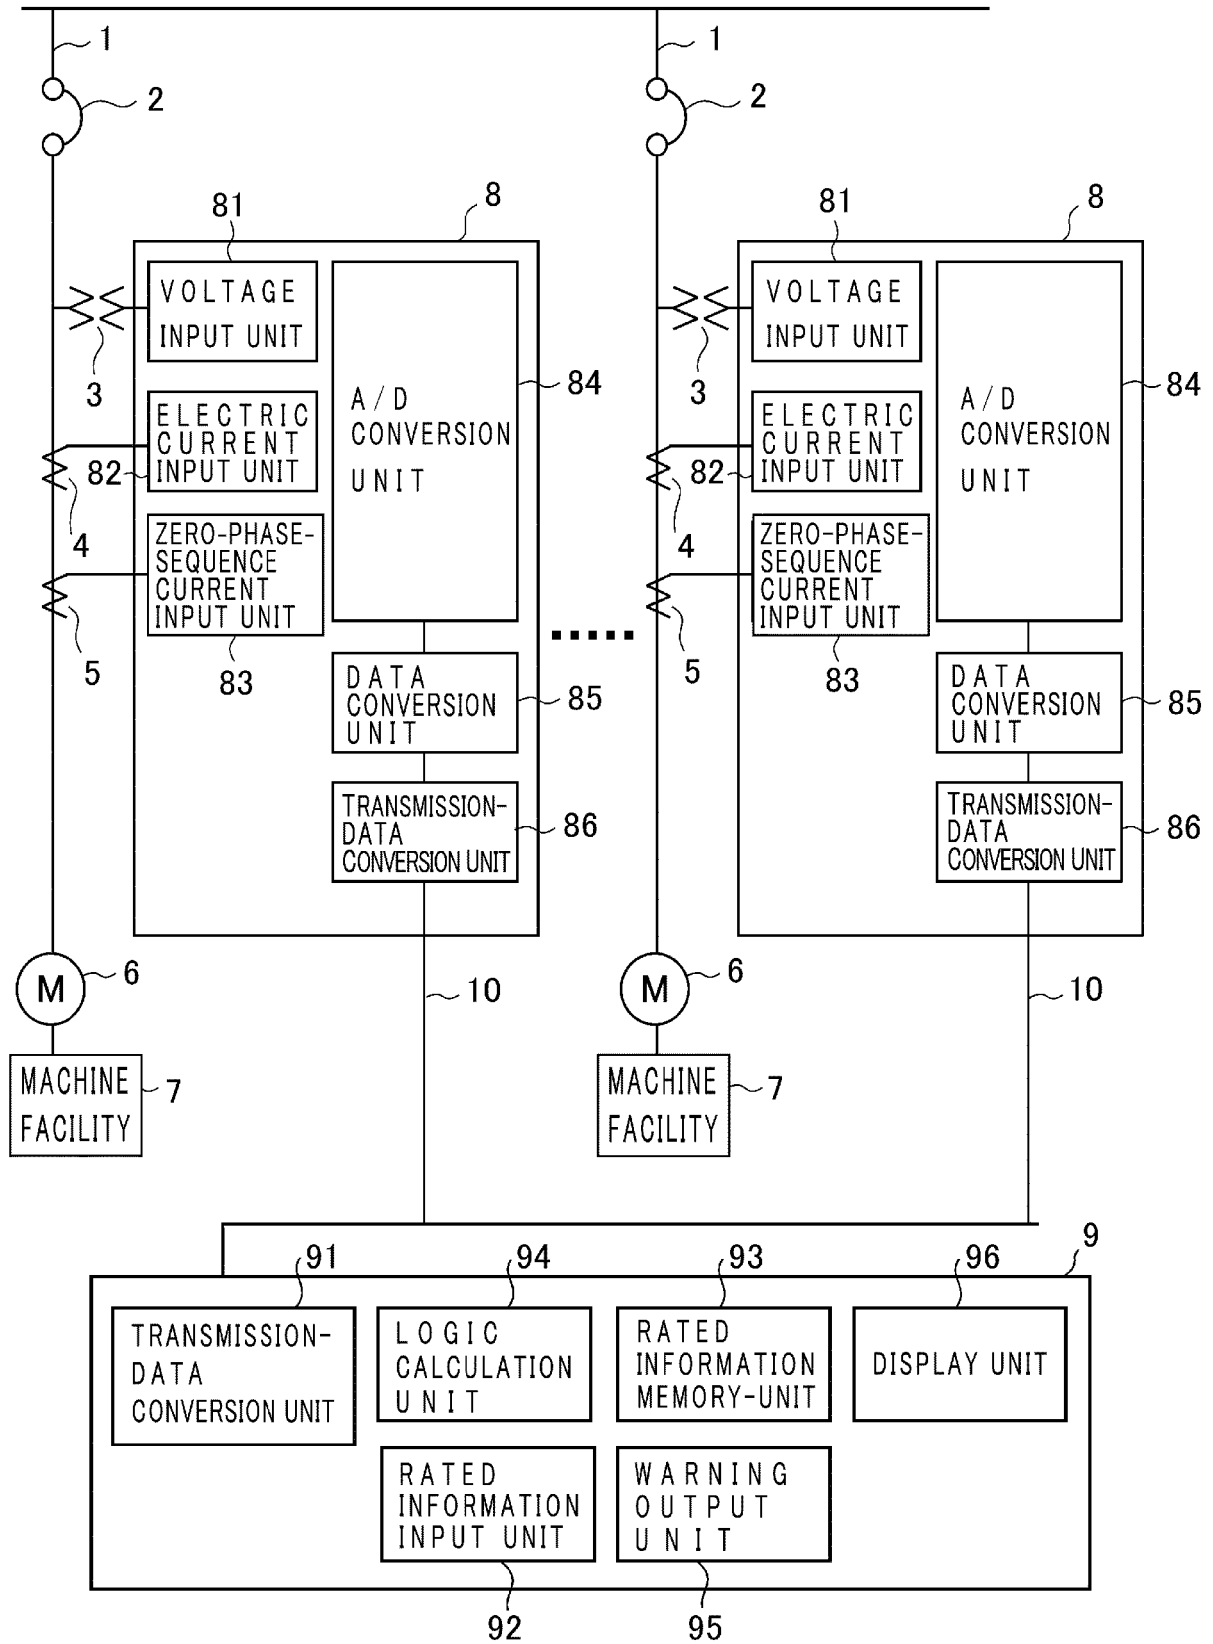 1
2
8
81
VOLTAGE
INPUT UNIT
3
84
A/D
CONVERSION
UNIT
ELECTRIC
CURRENT
INPUT UNIT
82
4
ZERO-PHASE-
SEQUENCE
CURRENT
INPUT UNIT
5
83
DATA
CONVERSION
UNIT
85
TRANSMISSION-
DATA
CONVERSION UNIT
86
M
6
10
MACHINE
FACILITY
7
1
2
8
81
VOLTAGE
INPUT UNIT
3
84
A/D
CONVERSION
UNIT
ELECTRIC
CURRENT
INPUT UNIT
82
4
ZERO-PHASE-
SEQUENCE
CURRENT
INPUT UNIT
5
83
DATA
CONVERSION
UNIT
85
TRANSMISSION-
DATA
CONVERSION UNIT
86
M
6
10
MACHINE
FACILITY
7
9
91
94
93
96
TRANSMISSION-
DATA
CONVERSION UNIT
LOGIC
CALCULATION
UNIT
RATED
INFORMATION
MEMORY-UNIT
DISPLAY UNIT
RATED
INFORMATION
INPUT UNIT
WARNING
OUTPUT
UNIT
92
95